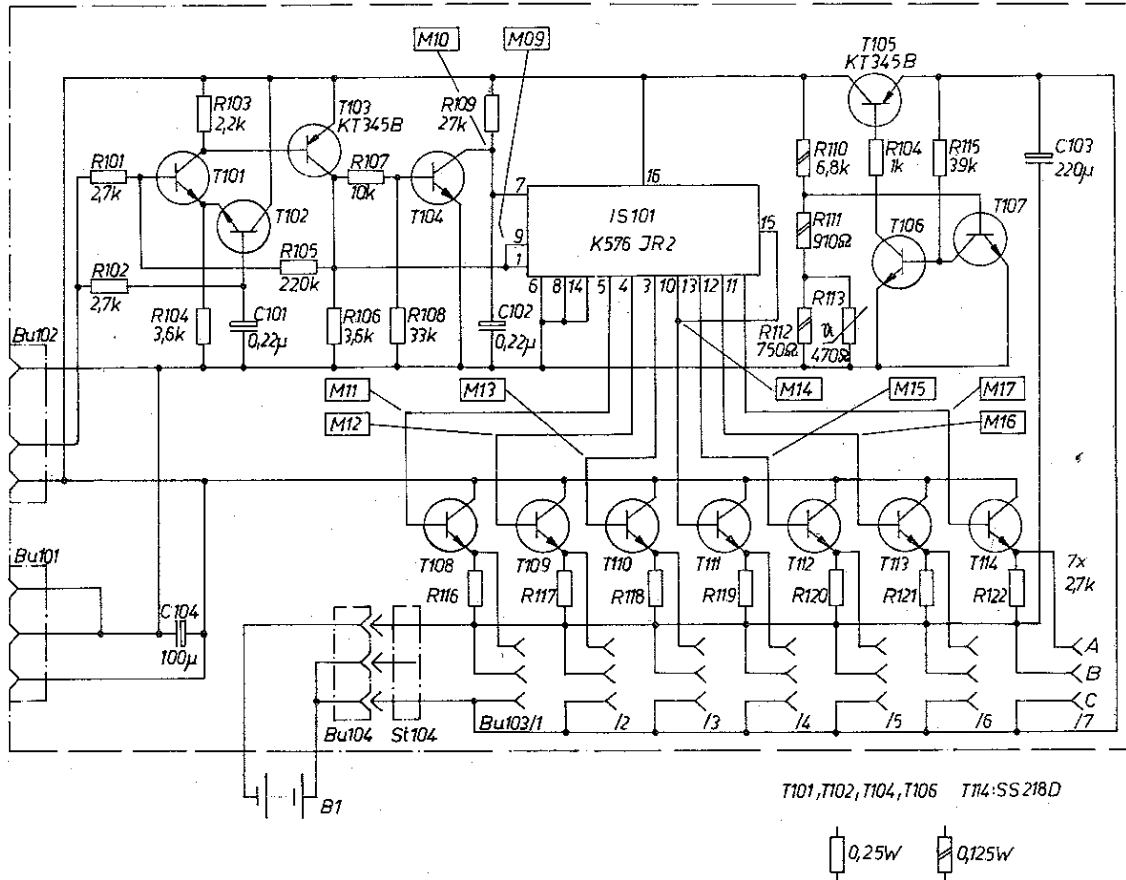 M10
M09
T105
KT345B
R103
2,2k
T103
KT345B
R109
27k
R101
2,7k
R107
10k
R110
6,8k
R104
1k
R115
39k
C103
220µ
T101
T102
T104
7
16
IS101
K576 JR2
15
9
1
R111
910Ω
T106
T107
R105
220k
R102
2,7k
6 8 14 5 4 3 10 13 12 11
R104
3,6k
C101
0,22µ
R106
3,6k
R108
33k
C102
0,22µ
R113
R112
750Ω
ϑ
470Ω
Bu102
M11
M13
M14
M15
M17
M12
M16
Bu101
T108
T109
T110
T111
T112
T113
T114
7x
2,7k
R116
R117
R118
R119
R120
R121
R122
C104
100µ
A
B
C
Bu103/1
/2
/3
/4
/5
/6
/7
Bu104
St104
B1
T101,T102,T104,T106 T114:SS218D
0,25W
0,125W